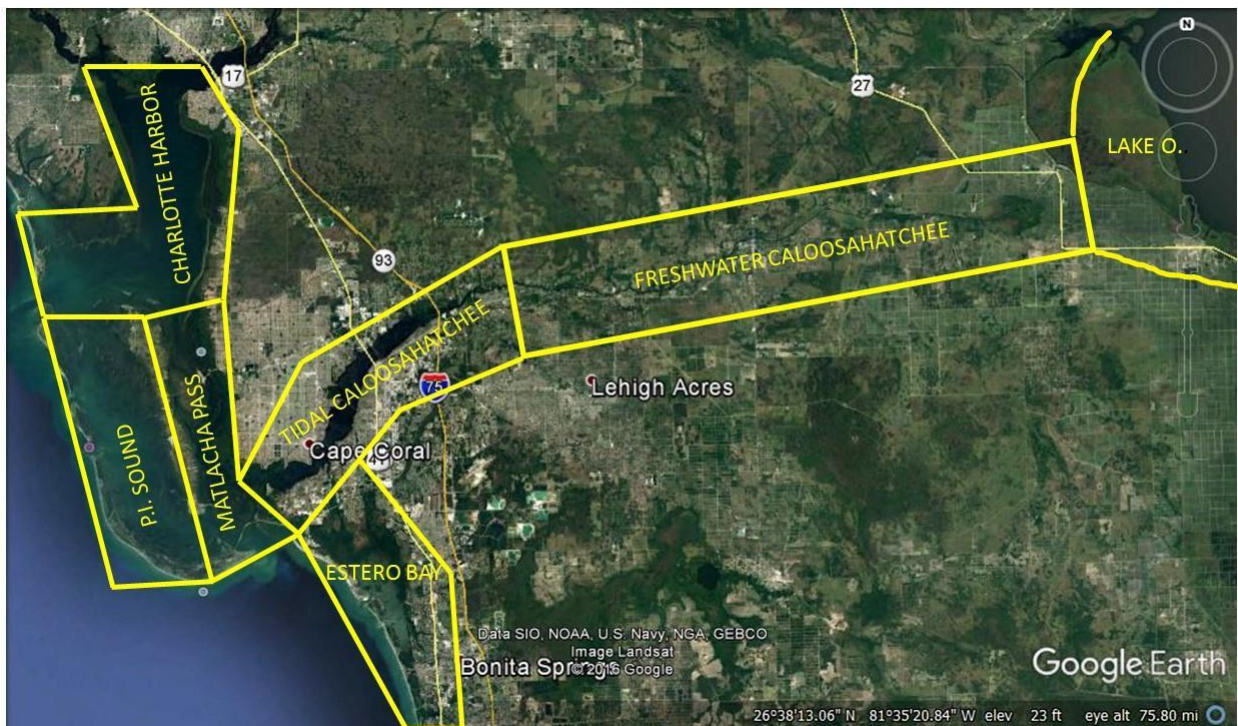 N
17
27
LAKE O.
CHARLOTTE HARBOR
93
FRESHWATER CALOOSAHATCHEE
TIDAL CALOOSAHATCHEE
75
Lehigh Acres
MATLACHA PASS
P.I. SOUND
Cape Coral
41
ESTERO BAY
Data SIO, NOAA, U.S. Navy, NGA, GEBCO
Image Landsat
© 2016 Google
Bonita Springs
Google Earth
26°38'13.06" N 81°35'20.84" W elev 23 ft eye alt 75.80 mi